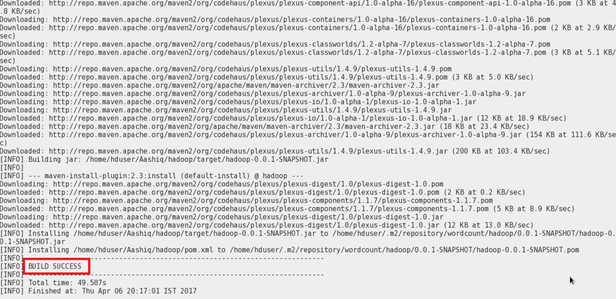 Downloaded: http://repo.maven.apache.org/maven2/org/codehaus/plexus/plexus-component-api/1.0-alpha-16/plexus-component-api-1.0-alpha-16.pom (3 KB at 4
.8 KB/sec)
Downloading: http://repo.maven.apache.org/maven2/org/codehaus/plexus/plexus-containers/1.0-alpha-16/plexus-containers-1.0-alpha-16.pom
Downloaded: http://repo.maven.apache.org/maven2/org/codehaus/plexus/plexus-containers/1.0-alpha-16/plexus-containers-1.0-alpha-16.pom (2 KB at 2.9 KB/
sec)
Downloading: http://repo.maven.apache.org/maven2/org/codehaus/plexus/plexus-classworlds/1.2-alpha-7/plexus-classworlds-1.2-alpha-7.pom
Downloaded: http://repo.maven.apache.org/maven2/org/codehaus/plexus/plexus-classworlds/1.2-alpha-7/plexus-classworlds-1.2-alpha-7.pom (3 KB at 5.1 KB/
sec)
Downloading: http://repo.maven.apache.org/maven2/org/codehaus/plexus/plexus-utils/1.4.9/plexus-utils-1.4.9.pom
Downloaded: http://repo.maven.apache.org/maven2/org/codehaus/plexus/plexus-utils/1.4.9/plexus-utils-1.4.9.pom (3 KB at 5.0 KB/sec)
Downloading: http://repo.maven.apache.org/maven2/org/apache/maven/maven-archiver/2.3/maven-archiver-2.3.jar
Downloading: http://repo.maven.apache.org/maven2/org/codehaus/plexus/plexus-archiver/1.0-alpha-9/plexus-archiver-1.0-alpha-9.jar
Downloading: http://repo.maven.apache.org/maven2/org/codehaus/plexus/plexus-io/1.0-alpha-1/plexus-io-1.0-alpha-1.jar
Downloading: http://repo.maven.apache.org/maven2/org/codehaus/plexus/plexus-utils/1.4.9/plexus-utils-1.4.9.jar
Downloaded: http://repo.maven.apache.org/maven2/org/codehaus/plexus/plexus-io/1.0-alpha-1/plexus-io-1.0-alpha-1.jar (12 KB at 18.9 KB/sec)
Downloaded: http://repo.maven.apache.org/maven2/org/apache/maven/maven-archiver/2.3/maven-archiver-2.3.jar (18 KB at 23.4 KB/sec)
Downloaded: http://repo.maven.apache.org/maven2/org/codehaus/plexus/plexus-archiver/1.0-alpha-9/plexus-archiver-1.0-alpha-9.jar (154 KB at 111.6 KB/se
c)
Downloaded: http://repo.maven.apache.org/maven2/org/codehaus/plexus/plexus-utils/1.4.9/plexus-utils-1.4.9.jar (200 KB at 103.4 KB/sec)
[INFO] Building jar: /home/hduser/Aashiq/hadoop/target/hadoop-0.0.1-SNAPSHOT.jar
[INFO]
[INFO] --- maven-install-plugin:2.3:install (default-install) @ hadoop ---
Downloading: http://repo.maven.apache.org/maven2/org/codehaus/plexus/plexus-digest/1.0/plexus-digest-1.0.pom
Downloaded: http://repo.maven.apache.org/maven2/org/codehaus/plexus/plexus-digest/1.0/plexus-digest-1.0.pom (2 KB at 0.2 KB/sec)
Downloading: http://repo.maven.apache.org/maven2/org/codehaus/plexus/plexus-components/1.1.7/plexus-components-1.1.7.pom
Downloaded: http://repo.maven.apache.org/maven2/org/codehaus/plexus/plexus-components/1.1.7/plexus-components-1.1.7.pom (5 KB at 8.9 KB/sec)
Downloading: http://repo.maven.apache.org/maven2/org/codehaus/plexus/plexus-digest/1.0/plexus-digest-1.0.jar
Downloaded: http://repo.maven.apache.org/maven2/org/codehaus/plexus/plexus-digest/1.0/plexus-digest-1.0.jar (12 KB at 13.0 KB/sec)
[INFO] Installing /home/hduser/Aashiq/hadoop/target/hadoop-0.0.1-SNAPSHOT.jar to /home/hduser/.m2/repository/wordcount/hadoop/0.0.1-SNAPSHOT/hadoop-0.
0.1-SNAPSHOT.jar
[INFO] Installing /home/hduser/Aashiq/hadoop/pom.xml to /home/hduser/.m2/repository/wordcount/hadoop/0.0.1-SNAPSHOT/hadoop-0.0.1-SNAPSHOT.pom
[INFO] ------------------------------------------------------------------------
[INFO] BUILD SUCCESS
[INFO] ------------------------------------------------------------------------
[INFO] Total time: 49.587s
[INFO] Finished at: Thu Apr 06 20:17:01 IST 2017